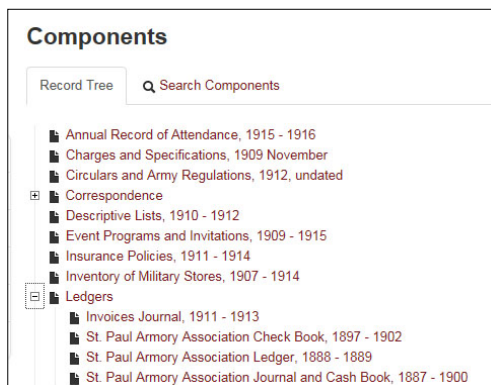 Components
Record Tree
Search Components
Annual Record of Attendance, 1915 - 1916
Charges and Specifications, 1909 November
Circulars and Army Regulations, 1912, undated
Correspondence
Descriptive Lists, 1910 - 1912
Event Programs and Invitations, 1909 - 1915
Insurance Policies, 1911 - 1914
Inventory of Military Stores, 1907 - 1914
Ledgers
Invoices Journal, 1911 - 1913
St. Paul Armory Association Check Book, 1897 - 1902
St. Paul Armory Association Ledger, 1888 - 1889
St. Paul Armory Association Journal and Cash Book, 1887 - 1900